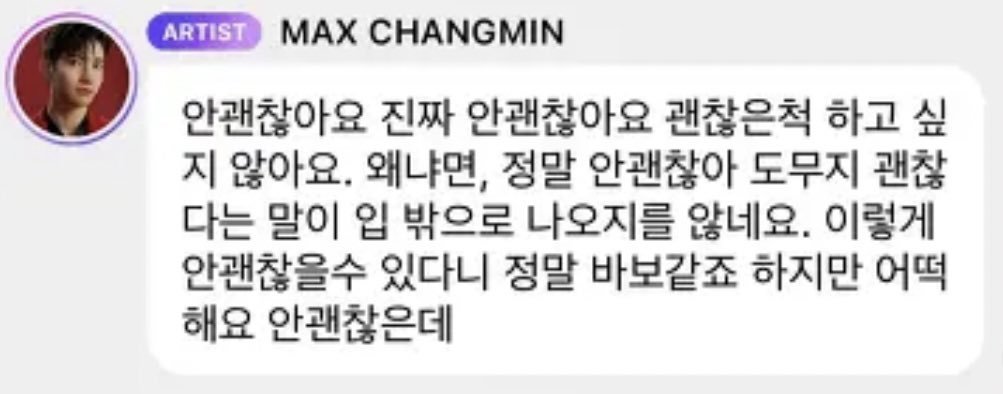 ARTIST MAX CHANGMIN
안괜찮아요 진짜 안괜찮아요 괜찮은척 하고 싶
지 않아요. 왜냐면, 정말 안괜찮아 도무지 괜찮
다는 말이 입 밖으로 나오지를 않네요. 이렇게
안괜찮을수 있다니 정말 바보같죠 하지만 어떡
해요 안괜찮은데